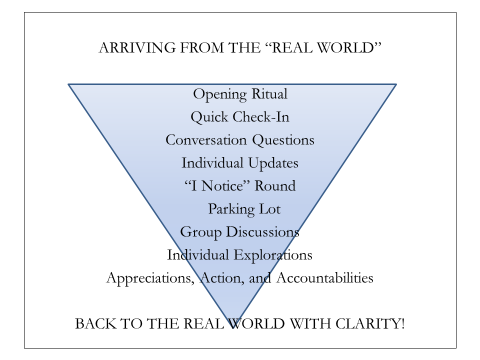 ARRIVING FROM THE “REAL WORLD”
Opening Ritual
Quick Check-In
Conversation Questions
Individual Updates
“I Notice” Round
Parking Lot
Group Discussions
Individual Explorations
Appreciations, Action, and Accountabilities
BACK TO THE REAL WORLD WITH CLARITY!